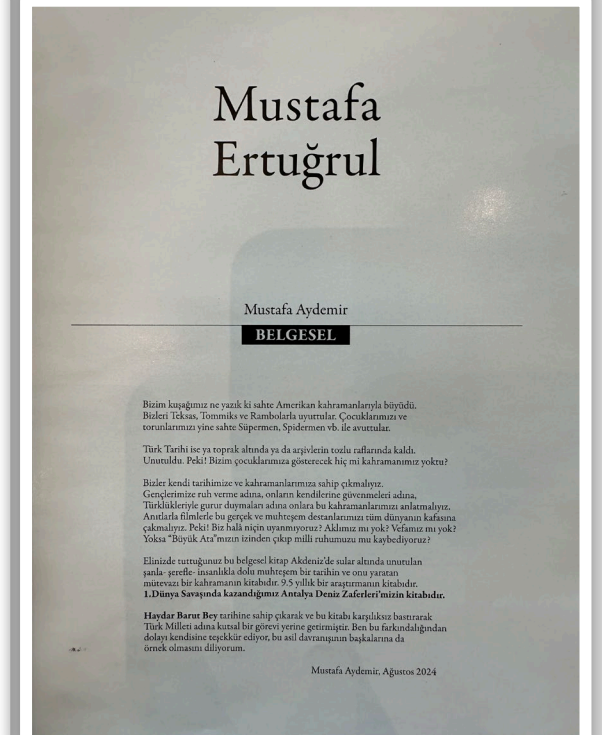 Mustafa
Ertuğrul
Mustafa Aydemir
BELGESEL
Bizim kuşağımız ne yazık ki sahte Amerikan kahramanlarıyla büyüdü.
Bizleri Teksas, Tommiks ve Rambolarla uyuttular. Çocuklarımızı ve
torunlarımızı yine sahte Süpermen, Spidermen vb. ile avuttular.
Türk Tarihi ise ya toprak altında ya da arşivlerin tozlu raflarında kaldı.
Unutuldu. Peki! Bizim çocuklarımıza gösterecek hiç mi kahramanımız yoktu?
Bizler kendi tarihimize ve kahramanlarımıza sahip çıkmalıyız.
Gençlerimize ruh verme adına, onların kendilerine güvenmeleri adına,
Türklükleriyle gurur duymaları adına onlara bu kahramanlarımızı anlatmalıyız.
Anıtlarla filmlerle bu gerçek ve muhteşem destanlarımızı tüm dünyanın kafasına
çakmalıyız. Peki! Biz halâ niçin uyanmıyoruz? Aklımız mı yok? Vefamız mı yok?
Yoksa “Büyük Ata”mızın izinden çıkıp milli ruhumuzu mu kaybediyoruz?
Elinizde tuttuğunuz bu belgesel kitap Akdeniz’de sular altında unutulan
şanla- şerefle- insanlıkla dolu muhteşem bir tarihin ve onu yaratan
mütevazı bir kahramanın kitabıdır. 9.5 yıllık bir araştırmanın kitabıdır.
1.Dünya Savaşında kazandığımız Antalya Deniz Zaferleri’mizin kitabıdır.
Haydar Barut Bey tarihine sahip çıkarak ve bu kitabı karşılıksız bastırarak
Türk Milleti adına kutsal bir görevi yerine getirmiştir. Ben bu farkındalığından
dolayı kendisine teşekkür ediyor, bu asil davranışının başkalarına da
örnek olmasını diliyorum.
Mustafa Aydemir, Ağustos 2024